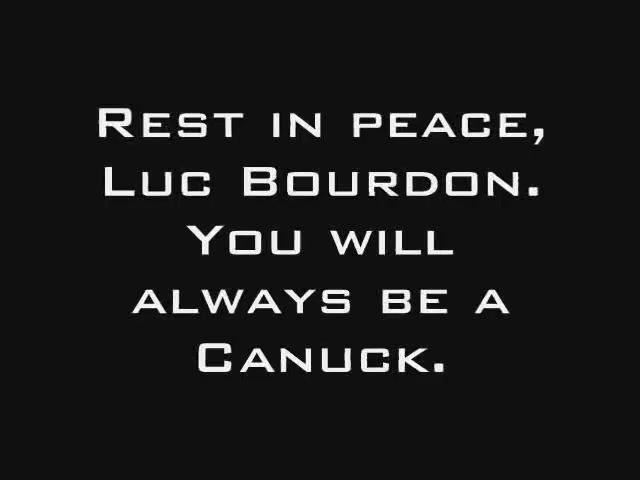 Rest in peace,
Luc Bourdon.
You will
always be a
Canuck.